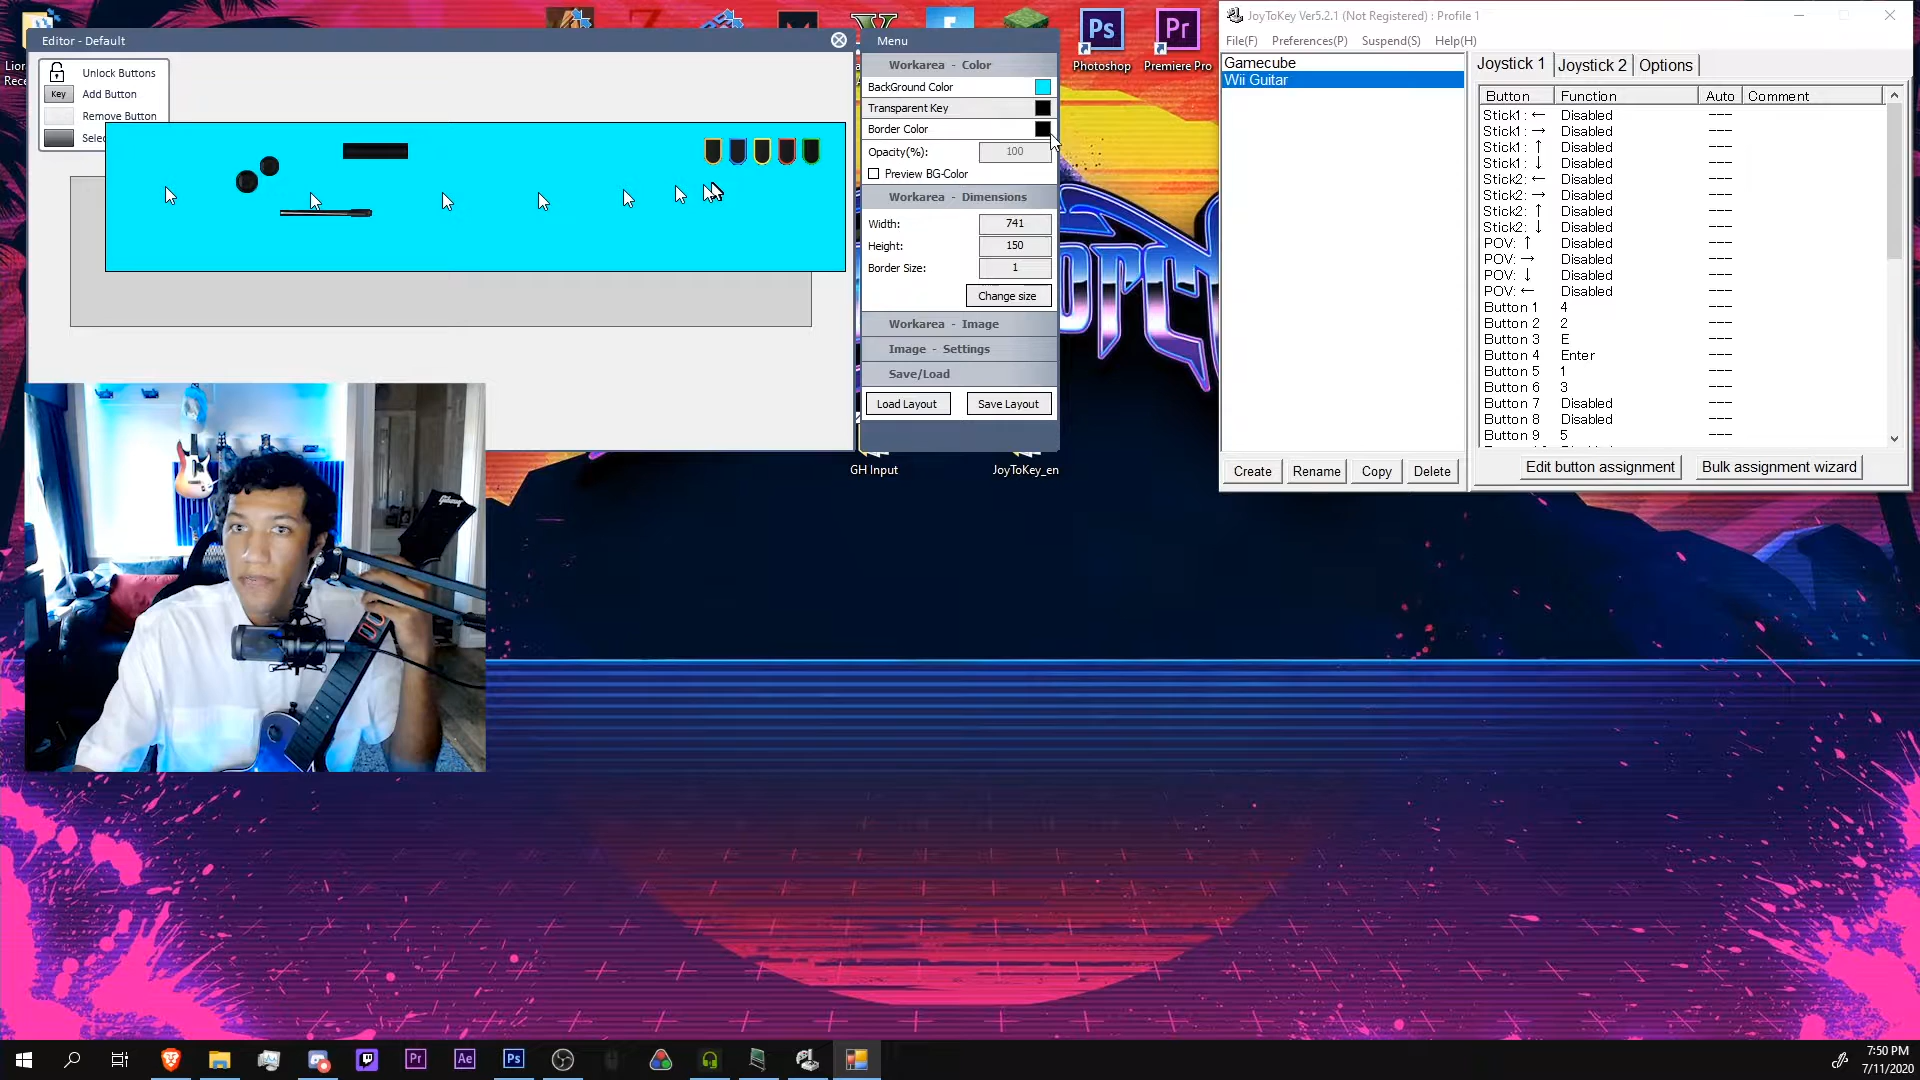 Editor - Default
Unlock Buttons
Key
Add Button
Remove Button
Menu
Workarea - Color
BackGround Color
Transparent Key
Border Color
Opacity(%):
100
Preview BG-Color
Workarea - Dimensions
Width:
741
Height:
150
Border Size:
1
Change size
Workarea - Image
Image - Settings
Save/Load
Load Layout
Save Layout
GH Input
JoyToKey_en
Ps
Photoshop
Pr
Premiere Pro
JoyToKey Ver5.2.1 (Not Registered) : Profile 1
File(F)
Preferences(P)
Suspend(S)
Help(H)
Gamecube
Wii Guitar
Create
Rename
Copy
Delete
Joystick 1
Joystick 2
Options
Button Function Auto Comment
Stick1: ← Disabled ---
Stick1: → Disabled ---
Stick1: ↑ Disabled ---
Stick1: ↓ Disabled ---
Stick2: ← Disabled ---
Stick2: → Disabled ---
Stick2: ↑ Disabled ---
Stick2: ↓ Disabled ---
POV: ↑ Disabled ---
POV: → Disabled ---
POV: ↓ Disabled ---
POV: ← Disabled ---
Button 1 4 ---
Button 2 2 ---
Button 3 E ---
Button 4 Enter ---
Button 5 1 ---
Button 6 3 ---
Button 7 Disabled ---
Button 8 Disabled ---
Button 9 5 ---
Edit button assignment
Bulk assignment wizard
Gibson
Pr
Ae
Ps
7:50 PM
7/11/2020